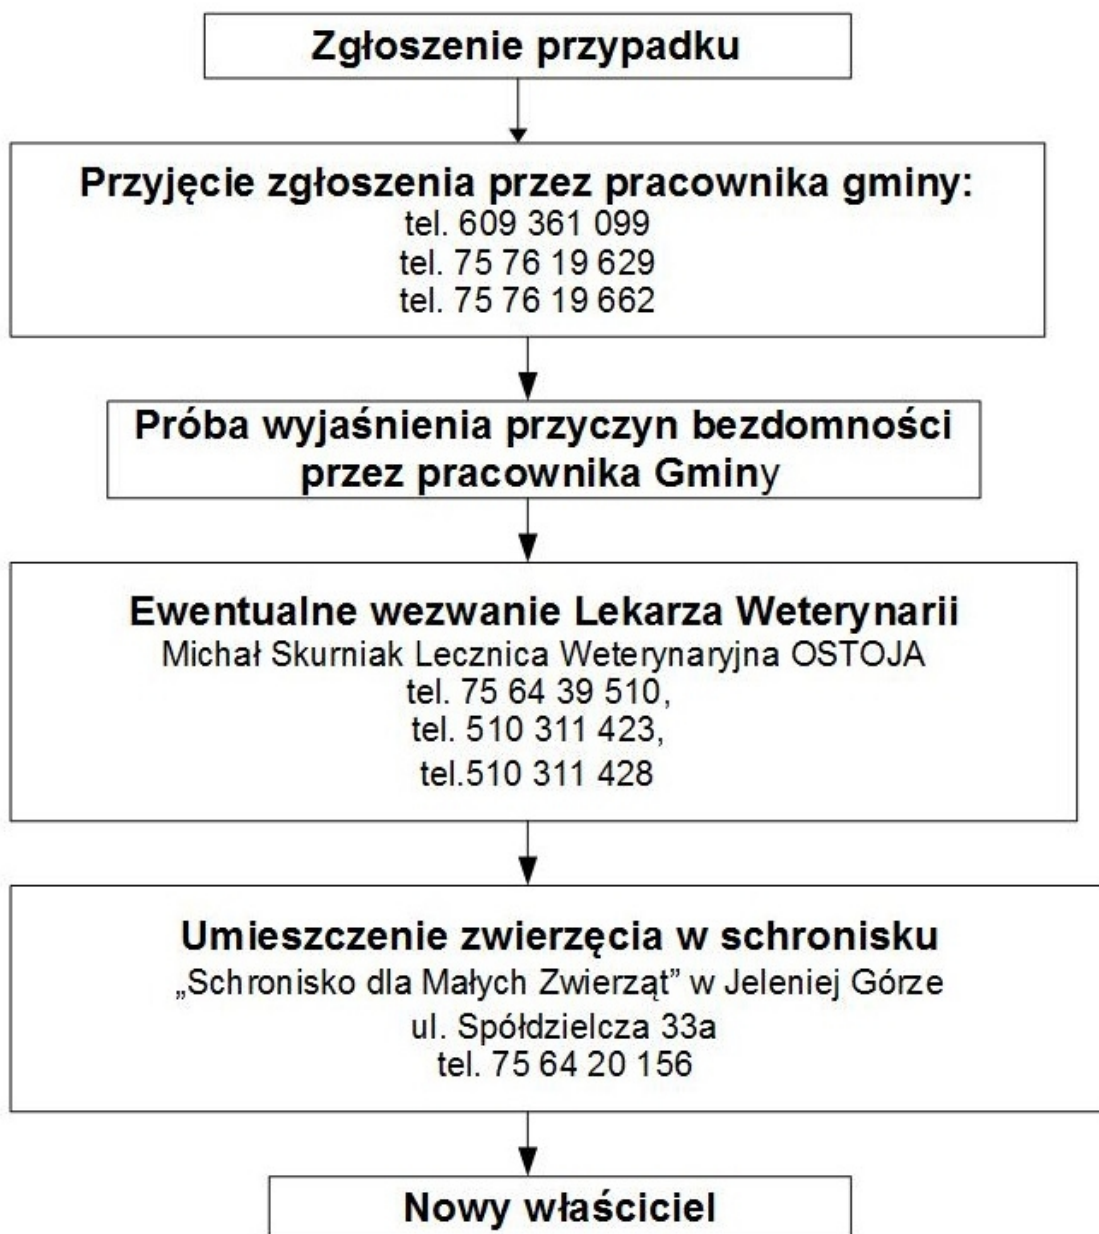 Zgłoszenie przypadku
Przyjęcie zgłoszenia przez pracownika gminy:
tel. 609 361 099
tel. 75 76 19 629
tel. 75 76 19 662
Próba wyjaśnienia przyczyn bezdomności
przez pracownika Gminy
Ewentualne wezwanie Lekarza Weterynarii
Michał Skurniak Lecznica Weterynaryjna OSTOJA
tel. 75 64 39 510,
tel. 510 311 423,
tel.510 311 428
Umieszczenie zwierzęcia w schronisku
„Schronisko dla Małych Zwierząt” w Jeleniej Górze
ul. Spółdzielcza 33a
tel. 75 64 20 156
Nowy właściciel